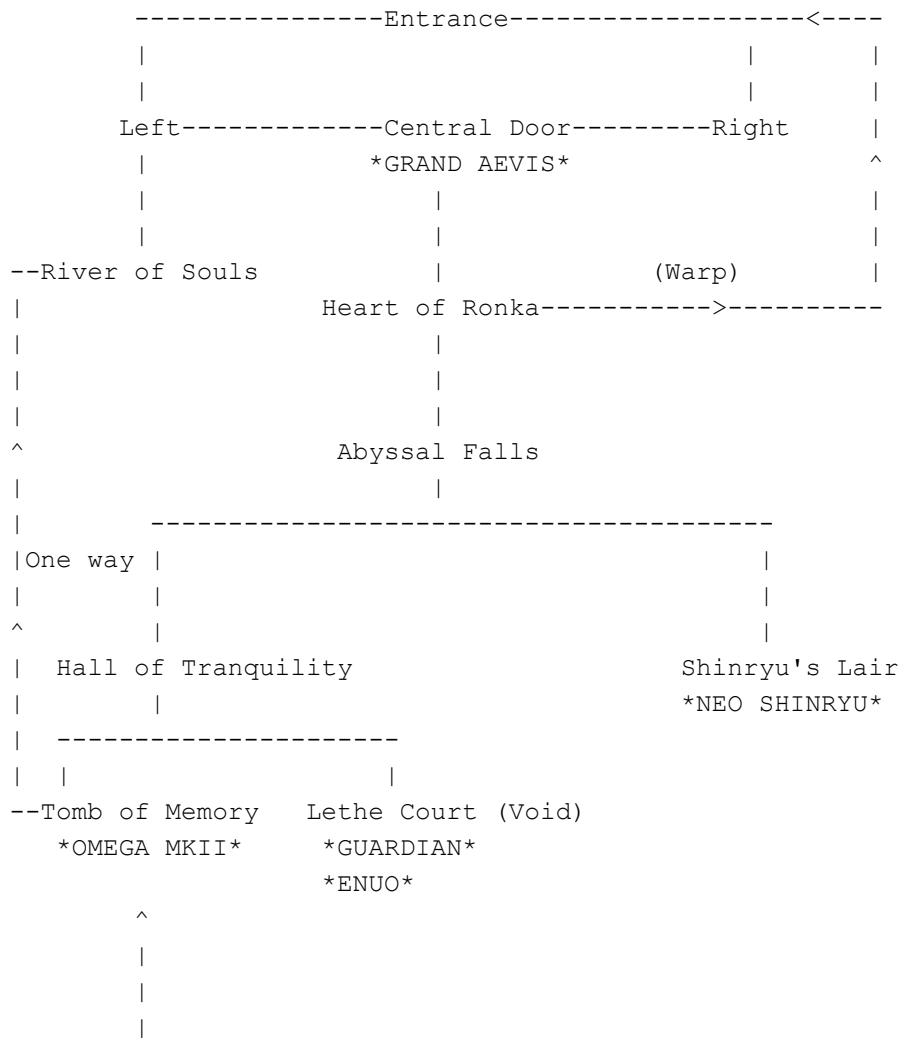 ----------------Entrance-------------------<----
| | |
| | |
Left-------------Central Door---------Right |
| *GRAND AEVIS* ^
| | |
| | |
--River of Souls | (Warp) |
| Heart of Ronka----------->----------
| |
| |
| |
^ Abyssal Falls
| |
| ----------------------------------------
|One way | |
| | |
^ | |
| Hall of Tranquility Shinryu's Lair
| | *NEO SHINRYU*
| ----------------------
| | |
--Tomb of Memory Lethe Court (Void)
*OMEGA MKII* *GUARDIAN*
*ENUO*
^
|
|
|